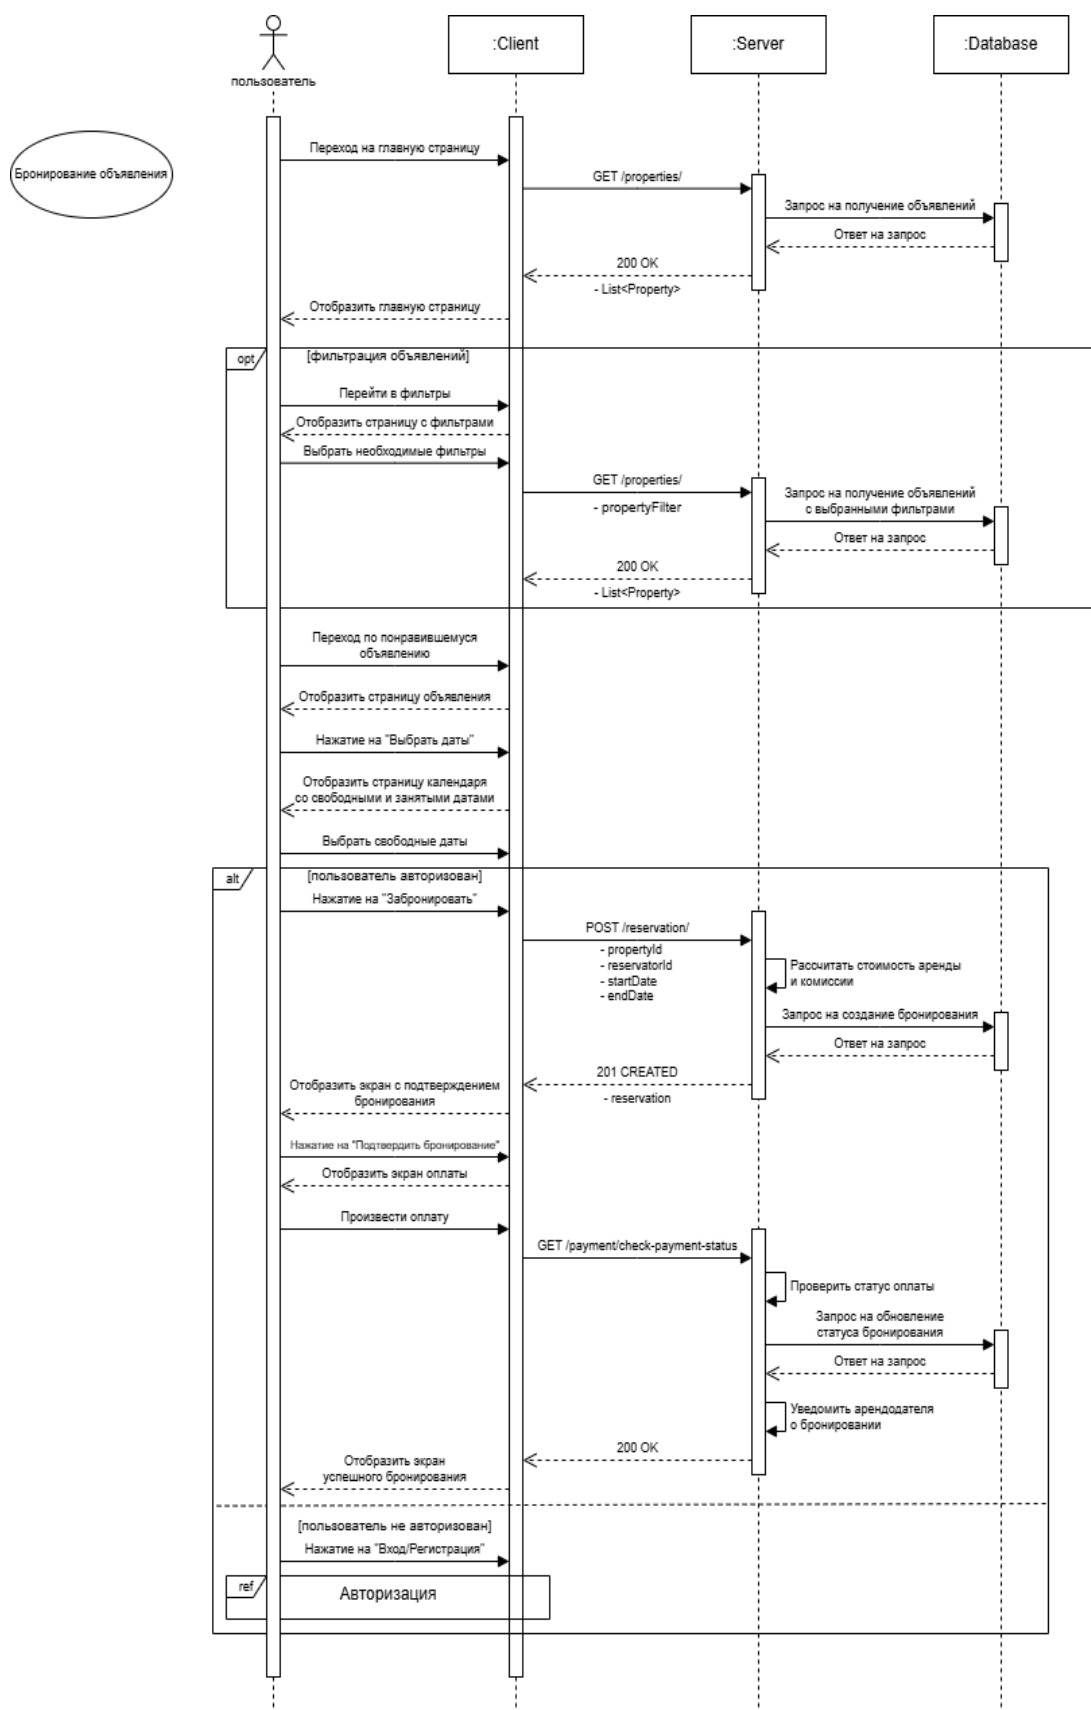 :Client
:Server
:Database
пользователь
Бронирование объявления
Переход на главную страницу
GET /properties/
Запрос на получение объявлений
Ответ на запрос
200 OK
- List<Property>
Отобразить главную страницу
opt
[фильтрация объявлений]
Перейти в фильтры
Отобразить страницу с фильтрами
Выбрать необходимые фильтры
GET /properties/
- propertyFilter
Запрос на получение объявлений
с выбранными фильтрами
Ответ на запрос
200 OK
- List<Property>
Переход по понравившемуся
объявлению
Отобразить страницу объявления
Нажатие на "Выбрать даты"
Отобразить страницу календаря
со свободными и занятыми датами
Выбрать свободные даты
alt
[пользователь авторизован]
Нажатие на "Забронировать"
POST /reservation/
- propertyId
- reservatorId
- startDate
- endDate
Рассчитать стоимость аренды
и комиссии
Запрос на создание бронирования
Ответ на запрос
201 CREATED
- reservation
Отобразить экран с подтверждением
бронирования
Нажатие на "Подтвердить бронирование"
Отобразить экран оплаты
Произвести оплату
GET /payment/check-payment-status
Проверить статус оплаты
Запрос на обновление
статуса бронирования
Ответ на запрос
Уведомить арендодателя
о бронировании
200 OK
Отобразить экран
успешного бронирования
[пользователь не авторизован]
Нажатие на "Вход/Регистрация"
ref
Авторизация